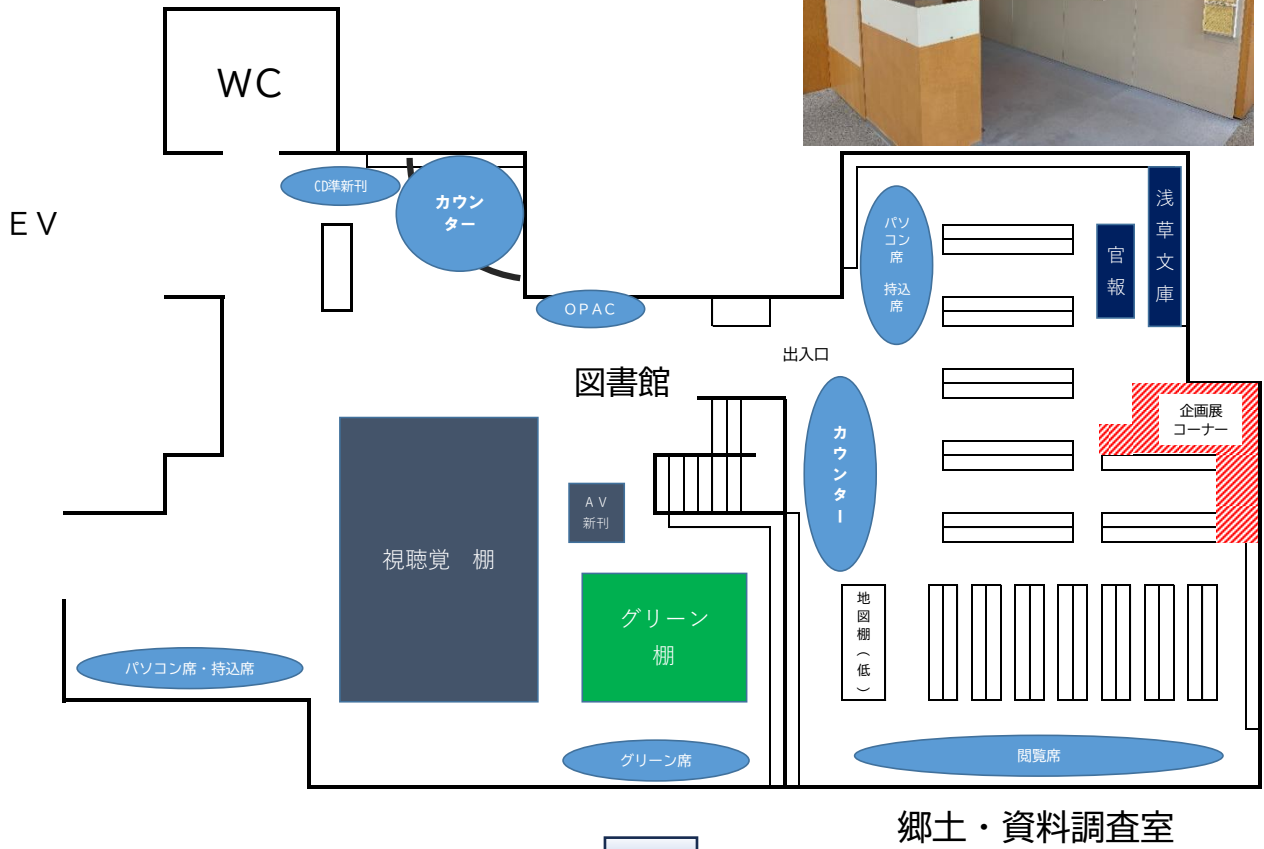 WC
EV
CD準新刊
カウン
ター
OPAC
図書館
出入口
パソ
コン
席
持込
席
官報
浅草文庫
企画展
コーナー
カウンター
AV
新刊
視聴覚 棚
グリーン
棚
地図棚(低)
パソコン席・持込席
グリーン席
閲覧席
郷土・資料調査室